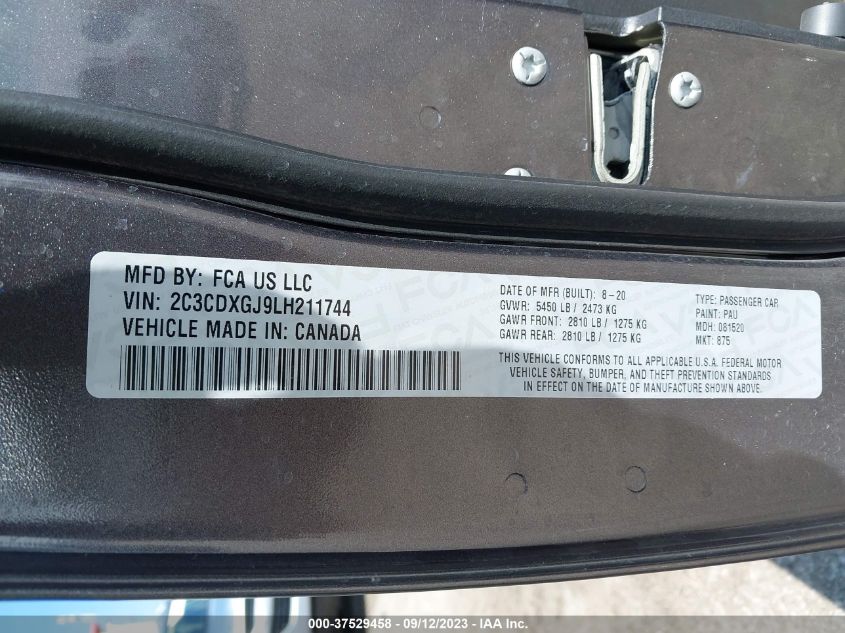 MFD BY: FCA US LLC
VIN: 2C3CDXGJ9LH211744
VEHICLE MADE IN: CANADA
DATE OF MFR (BUILT): 8-20
GVWR: 5450 LB / 2473 KG
GAWR FRONT: 2810 LB / 1275 KG
GAWR REAR: 2810 LB / 1275 KG
TYPE: PASSENGER CAR
PAINT: PAU
MDH: 081520
MKT: 875
THIS VEHICLE CONFORMS TO ALL APPLICABLE U.S.A. FEDERAL MOTOR
VEHICLE SAFETY, BUMPER, AND THEFT PREVENTION STANDARDS
IN EFFECT ON THE DATE OF MANUFACTURE SHOWN ABOVE.
000-37529458 - 09/12/2023 - IAA Inc.